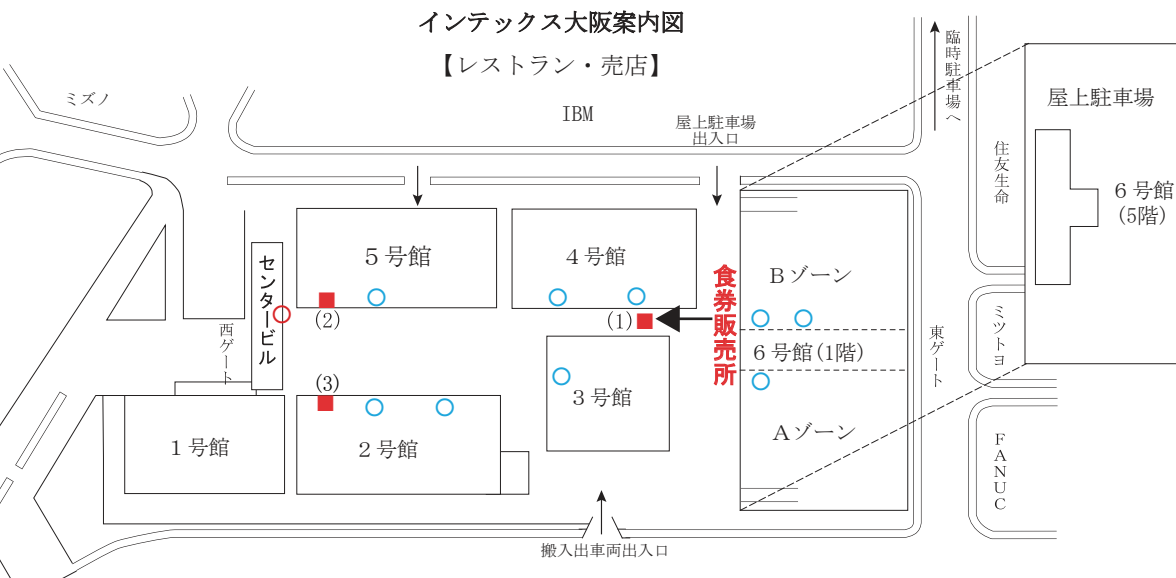 インテックス大阪案内図
【レストラン・売店】
ミズノ
IBM
屋上駐車場
出入口
臨時駐車場へ
屋上駐車場
住友生命
6号館
(5階)
5号館
4号館
センタービル
食券販売所
Bゾーン
(2)
(1)
西ゲート
6号館(1階)
東ゲート
ミツトヨ
(3)
3号館
1号館
2号館
Aゾーン
FANUC
搬入出車両出入口